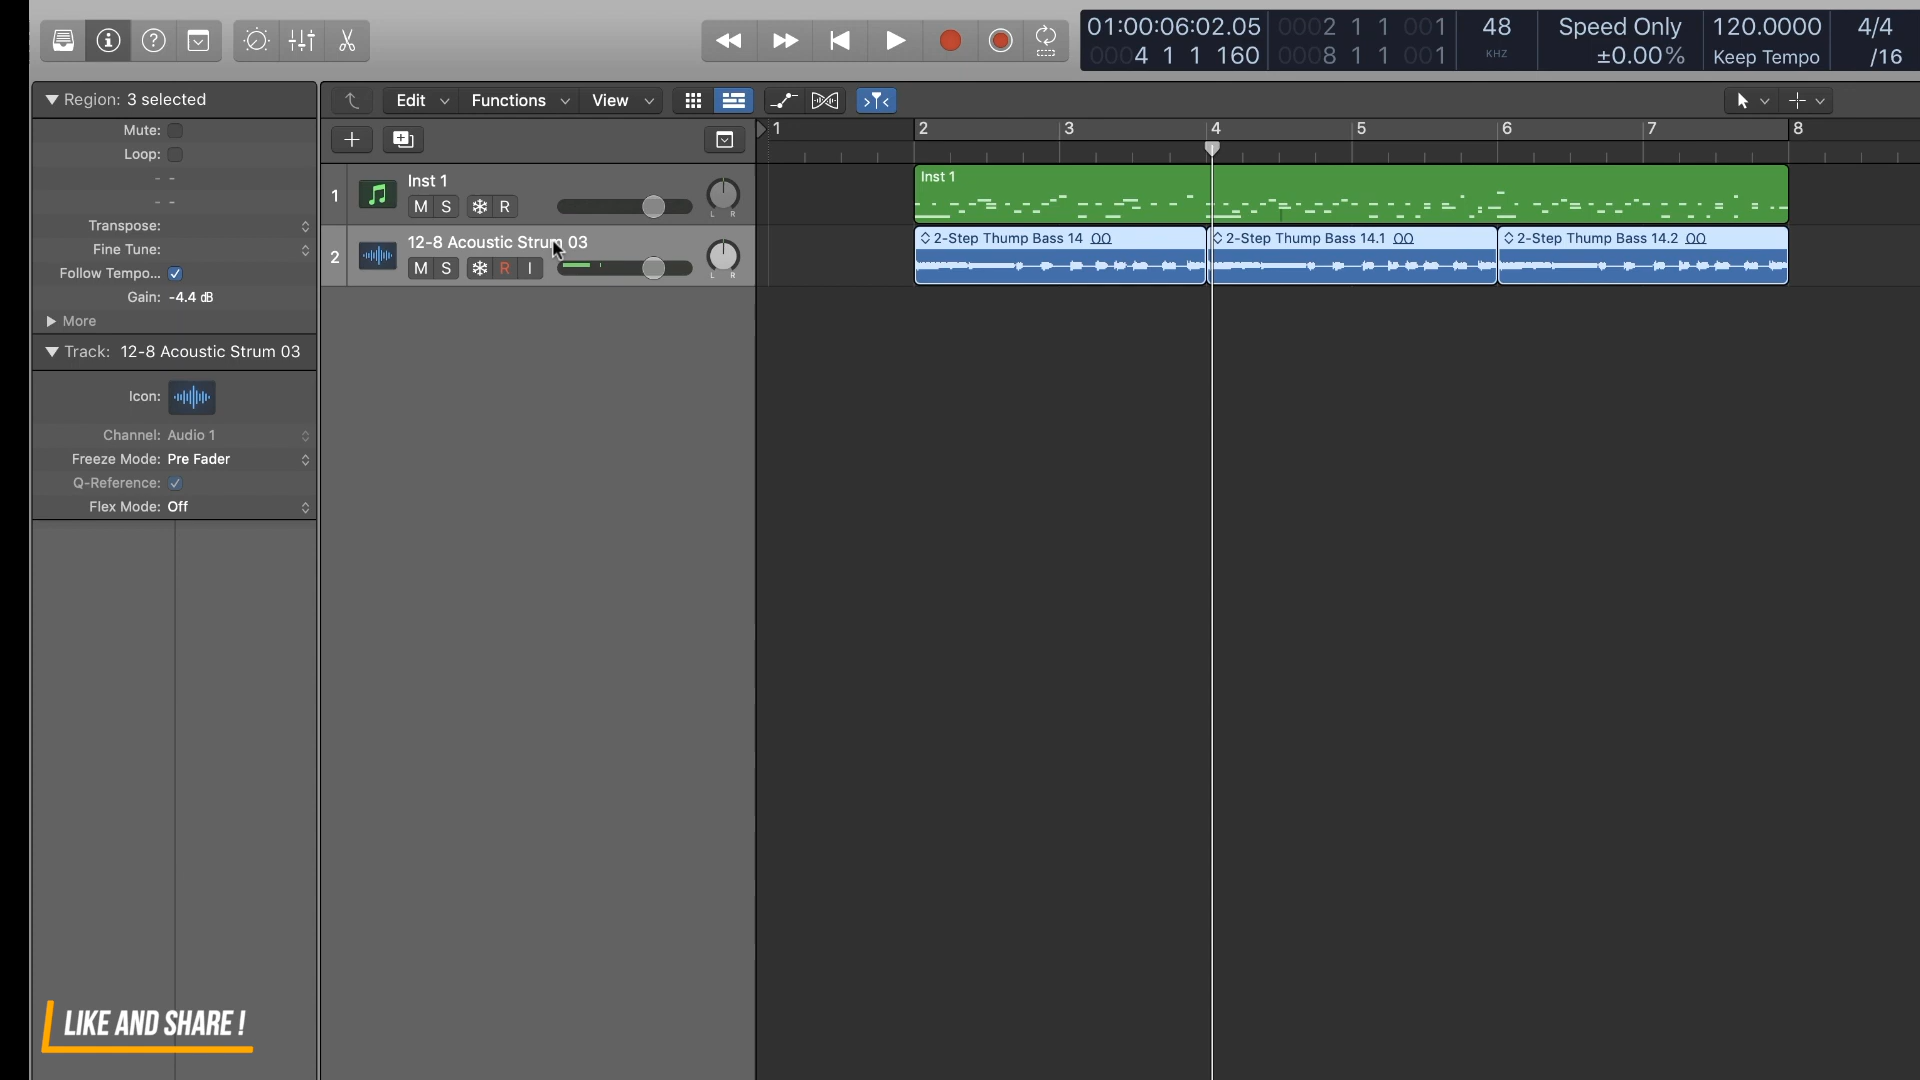 01:00:06:02.05
0004 1 1 160
0002 1 1 001
0008 1 1 001
48
KHZ
Speed Only
±0.00%
120.0000
Keep Tempo
4/4
/16
Region: 3 selected
Mute:
Loop:
- -
- -
Transpose:
Fine Tune:
Follow Tempo...
Gain: -4.4 dB
More
Track: 12-8 Acoustic Strum 03
Icon:
Channel: Audio 1
Freeze Mode: Pre Fader
Q-Reference:
Flex Mode: Off
Edit
Functions
View
1 2 3 4 5 6 7 8
1
Inst 1
M S R
L R
2
12-8 Acoustic Strum 03
M S R I
L R
Inst 1
2-Step Thump Bass 14
2-Step Thump Bass 14.1
2-Step Thump Bass 14.2
LIKE AND SHARE !